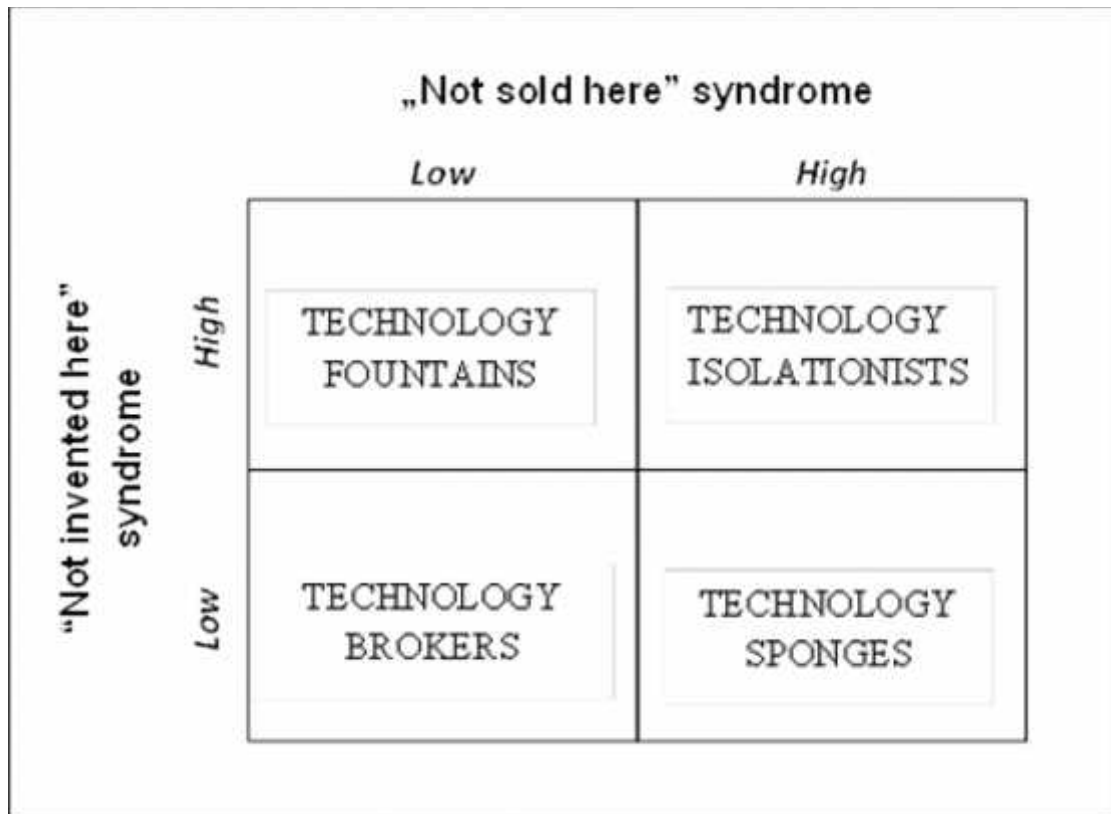 „Not sold here” syndrome
Low
High
“Not invented here”
syndrome
High
TECHNOLOGY
FOUNTAINS
TECHNOLOGY
ISOLATIONISTS
Low
TECHNOLOGY
BROKERS
TECHNOLOGY
SPONGES